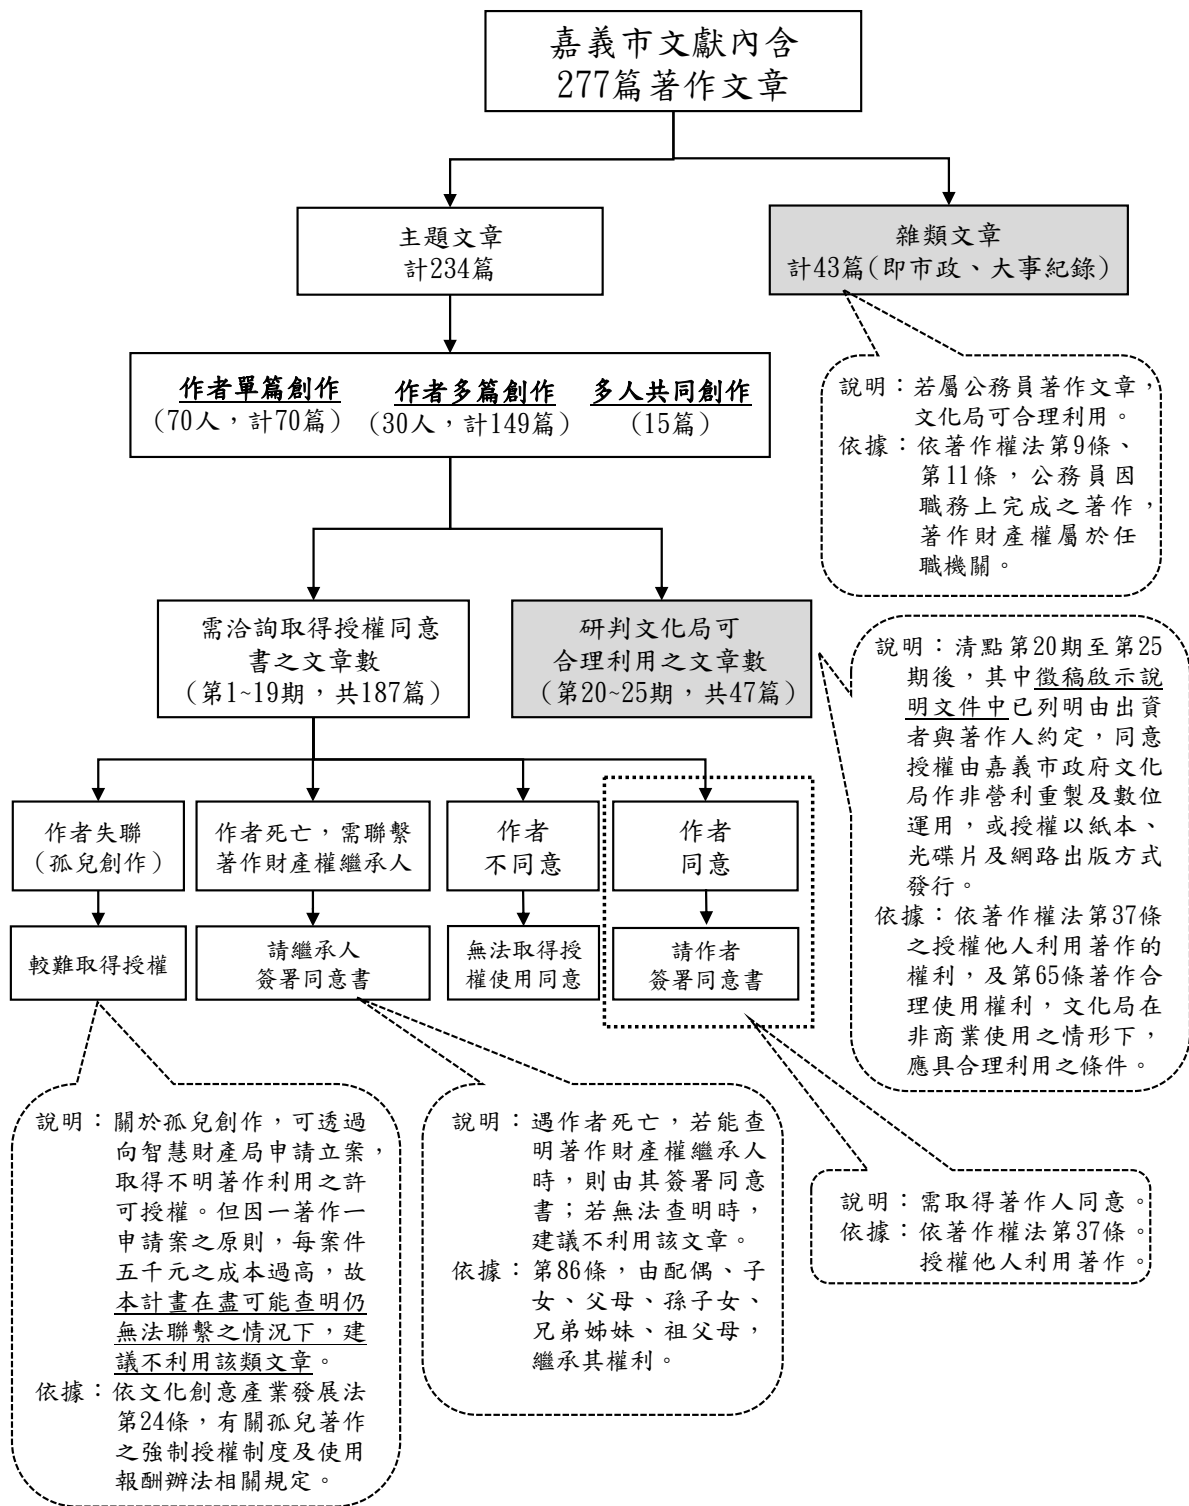 嘉義市文獻內含
277篇著作文章
主題文章
計234篇
雜類文章
計43篇(即市政、大事紀錄)
作者單篇創作
(70人，計70篇)
作者多篇創作
(30人，計149篇)
多人共同創作
(15篇)
說明：若屬公務員著作文章，
文化局可合理利用。
依據：依著作權法第9條、
第11條，公務員因
職務上完成之著作，
著作財產權屬於任
職機關。
需洽詢取得授權同意
書之文章數
(第1~19期，共187篇)
研判文化局可
合理利用之文章數
(第20~25期，共47篇)
說明：清點第20期至第25
期後，其中徵稿啟示說
明文件中已列明由出資
者與著作人約定，同意
授權由嘉義市政府文化
局作非營利重製及數位
運用，或授權以紙本、
光碟片及網路出版方式
發行。
依據：依著作權法第37條
之授權他人利用著作的
權利，及第65條著作合
理使用權利，文化局在
非商業使用之情形下，
應具合理利用之條件。
作者失聯
(孤兒創作)
作者死亡，需聯繫
著作財產權繼承人
作者
不同意
作者
同意
較難取得授權
請繼承人
簽署同意書
無法取得授
權使用同意
請作者
簽署同意書
說明：關於孤兒創作，可透過
向智慧財產局申請立案，
取得不明著作利用之許
可授權。但因一著作一
申請案之原則，每案件
五千元之成本過高，故
本計畫在盡可能查明仍
無法聯繫之情況下，建
議不利用該類文章。
依據：依文化創意產業發展法
第24條，有關孤兒著作
之強制授權制度及使用
報酬辦法相關規定。
說明：遇作者死亡，若能查
明著作財產權繼承人
時，則由其簽署同意
書；若無法查明時，
建議不利用該文章。
依據：第86條，由配偶、子
女、父母、孫子女、
兄弟姊妹、祖父母，
繼承其權利。
說明：需取得著作人同意。
依據：依著作權法第37條。
授權他人利用著作。